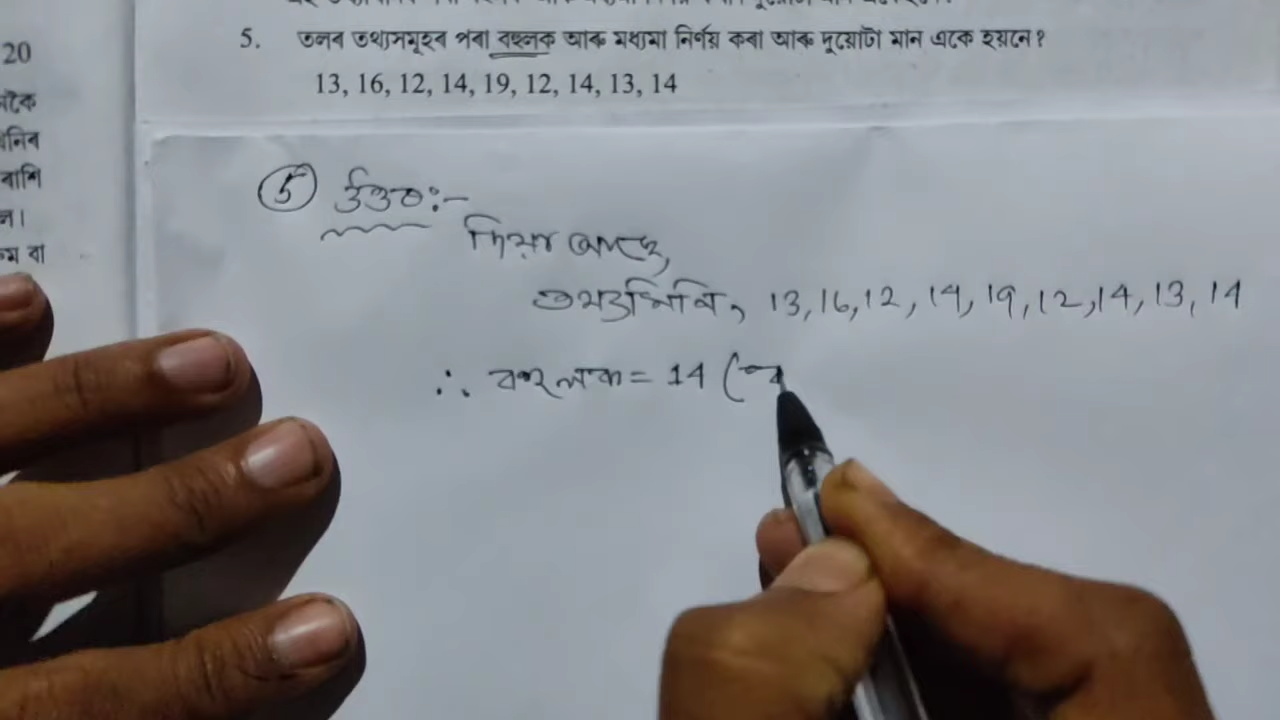 20
5. তলৰ তথ্যসমূহৰ পৰা বহুলক আৰু মধ্যমা নিৰ্ণয় কৰা আৰু দুয়োটা মান একে হয়নে?
13, 16, 12, 14, 19, 12, 14, 13, 14
ৰাশি
ম বা
5 উত্তৰঃ-
দিয়া আছে,
তথ্যখিনি, 13, 16, 12, 14, 19, 12, 14, 13, 14
∴ বহুলক = 14 (